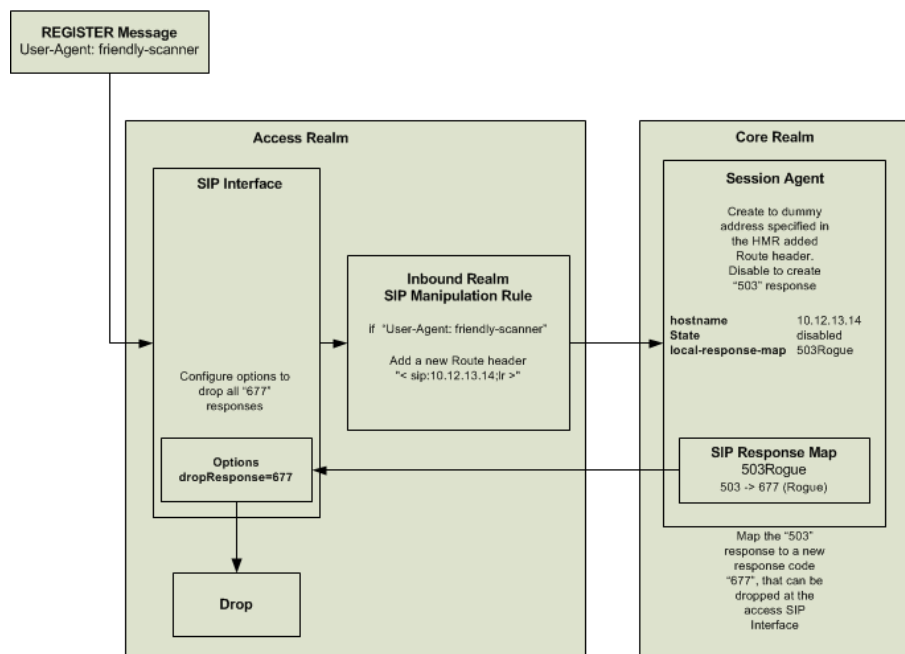 REGISTER Message
User-Agent: friendly-scanner
Access Realm
SIP Interface
Configure options to
drop all “677”
responses
Options
dropResponse=677
Drop
Inbound Realm
SIP Manipulation Rule
if “User-Agent: friendly-scanner”
Add a new Route header
"< sip:10.12.13.14;lr >"
Core Realm
Session Agent
Create to dummy
address specified in
the HMR added
Route header.
Disable to create
“503” response
hostname 10.12.13.14
State disabled
local-response-map 503Rogue
SIP Response Map
503Rogue
503 -> 677 (Rogue)
Map the “503”
response to a new
response code
“677”, that can be
dropped at the
access SIP
Interface